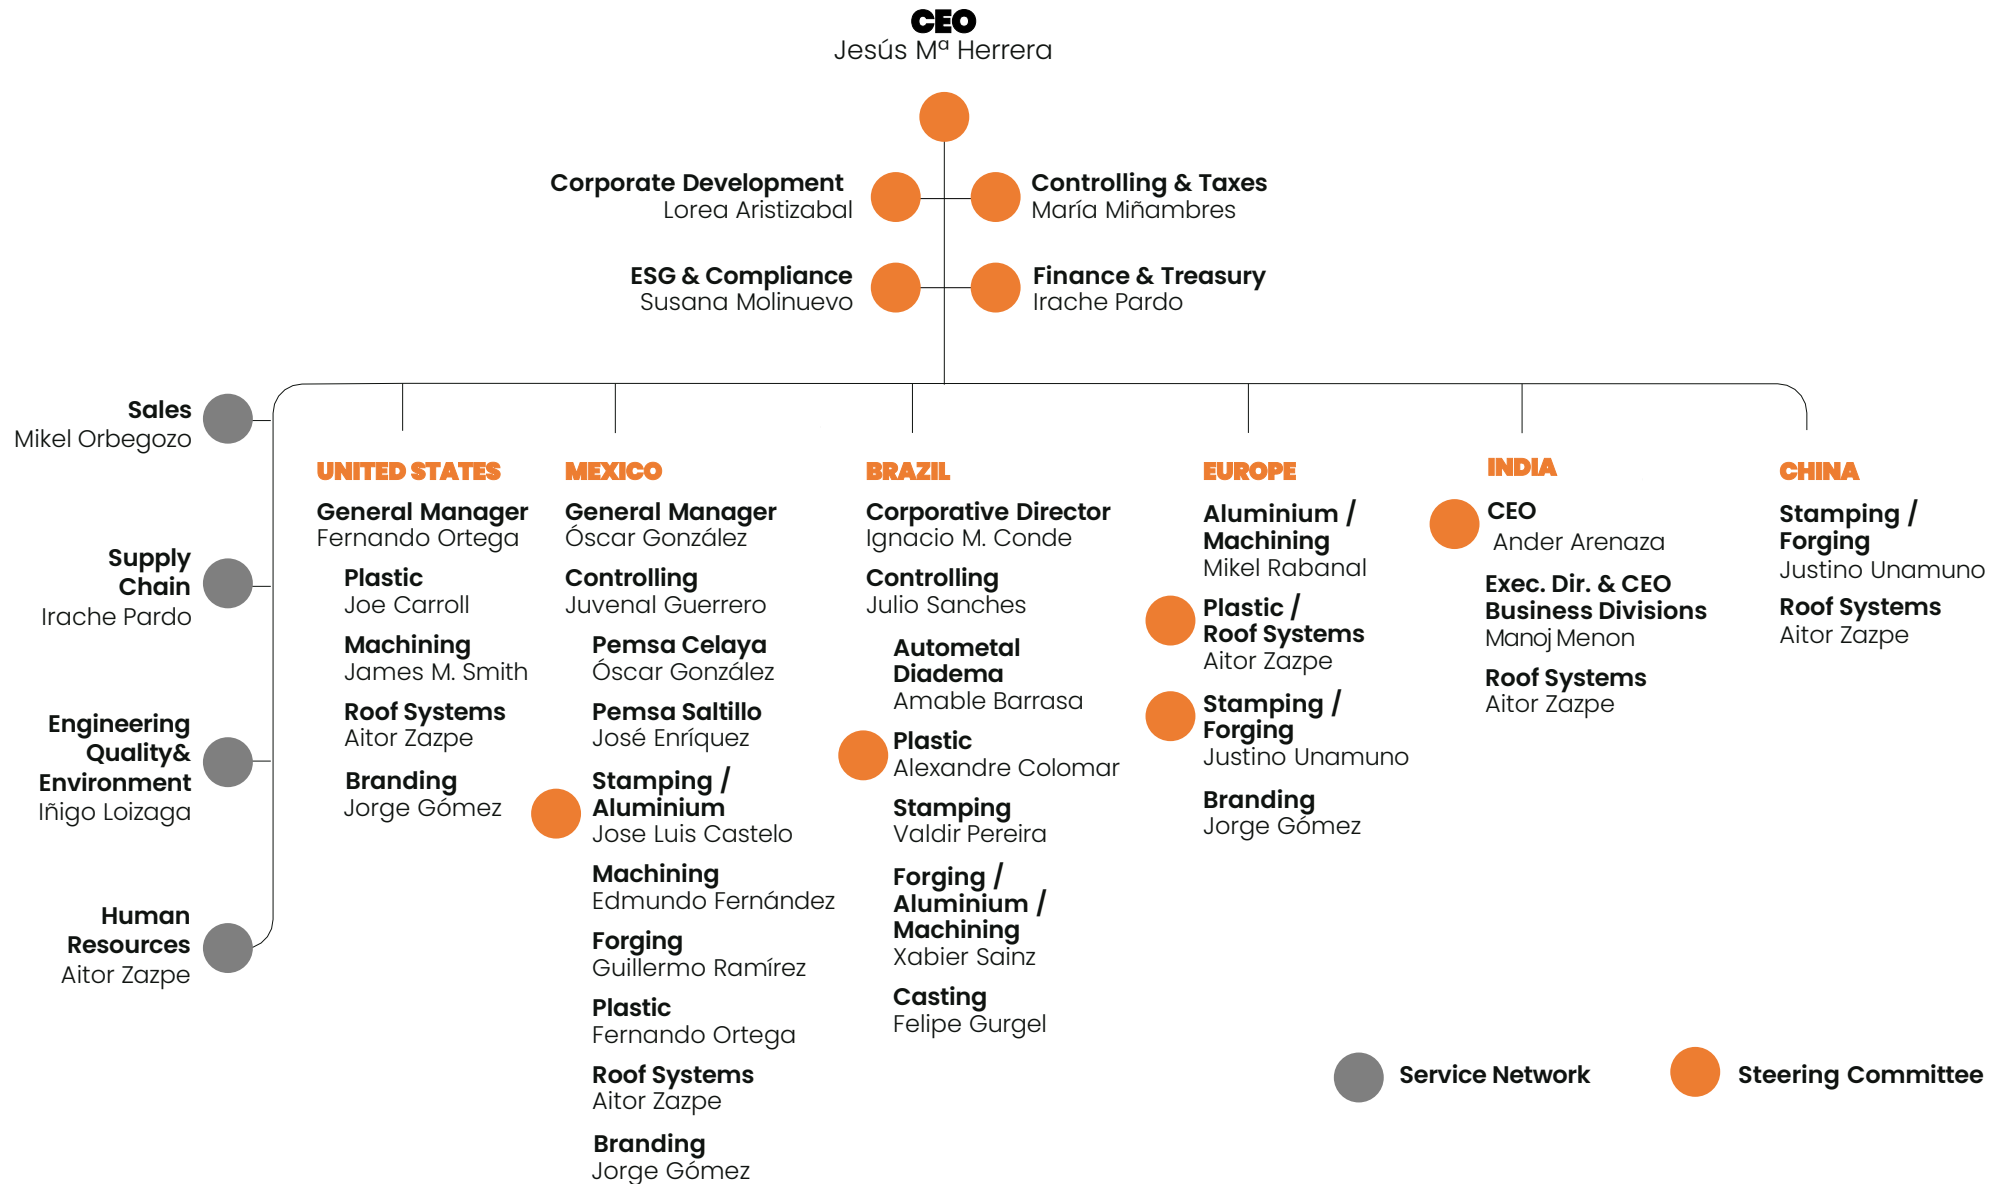 CEO
Jesús Mª Herrera
Corporate Development
Lorea Aristizabal
Controlling & Taxes
María Miñambres
ESG & Compliance
Susana Molinuevo
Finance & Treasury
Irache Pardo
Sales
Mikel Orbegozo
Supply
Chain
Irache Pardo
Engineering
Quality&
Environment
Iñigo Loizaga
Human
Resources
Aitor Zazpe
UNITED STATES
General Manager
Fernando Ortega
Plastic
Joe Carroll
Machining
James M. Smith
Roof Systems
Aitor Zazpe
Branding
Jorge Gómez
MEXICO
General Manager
Óscar González
Controlling
Juvenal Guerrero
Pemsa Celaya
Óscar González
Pemsa Saltillo
José Enríquez
Stamping /
Aluminium
Jose Luis Castelo
Machining
Edmundo Fernández
Forging
Guillermo Ramírez
Plastic
Fernando Ortega
Roof Systems
Aitor Zazpe
Branding
Jorge Gómez
BRAZIL
Corporative Director
Ignacio M. Conde
Controlling
Julio Sanches
Autometal
Diadema
Amable Barrasa
Plastic
Alexandre Colomar
Stamping
Valdir Pereira
Forging /
Aluminium /
Machining
Xabier Sainz
Casting
Felipe Gurgel
EUROPE
Aluminium /
Machining
Mikel Rabanal
Plastic /
Roof Systems
Aitor Zazpe
Stamping /
Forging
Justino Unamuno
Branding
Jorge Gómez
INDIA
CEO
Ander Arenaza
Exec. Dir. & CEO
Business Divisions
Manoj Menon
Roof Systems
Aitor Zazpe
CHINA
Stamping /
Forging
Justino Unamuno
Roof Systems
Aitor Zazpe
Service Network
Steering Committee